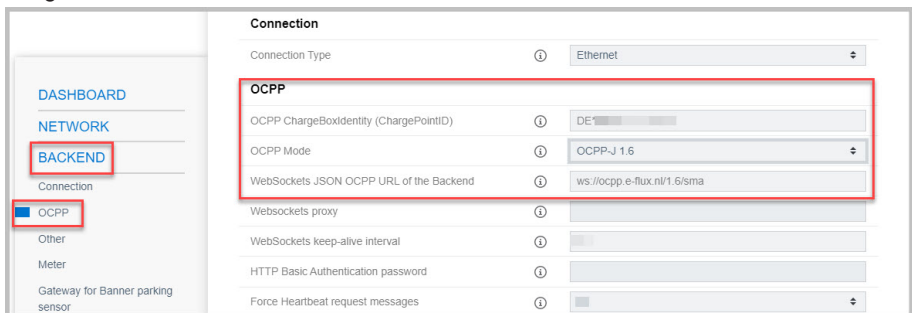 Connection
Connection Type
Ethernet
DASHBOARD
NETWORK
BACKEND
Connection
OCPP
Other
Meter
Gateway for Banner parking
sensor
OCPP
OCPP ChargeBoxIdentity (ChargePointID)
OCPP Mode
OCPP-J 1.6
WebSockets JSON OCPP URL of the Backend
ws://ocpp.e-flux.nl/1.6/sma
Websockets proxy
WebSockets keep-alive interval
HTTP Basic Authentication password
Force Heartbeat request messages